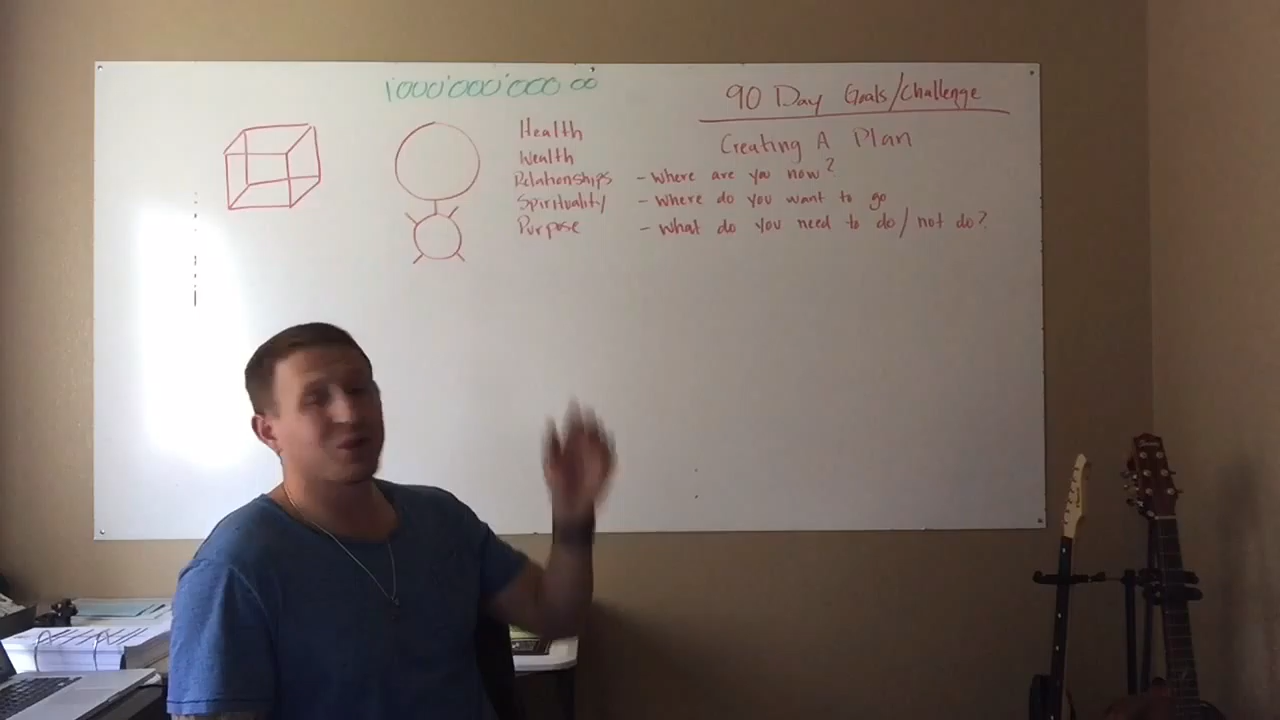 1000'000'000 00
90 Day Goals/Challenge
Creating A Plan
Health
Wealth
Relationships
Spirituality
Purpose
- Where are you now?
- Where do you want to go
- What do you need to do / not do?